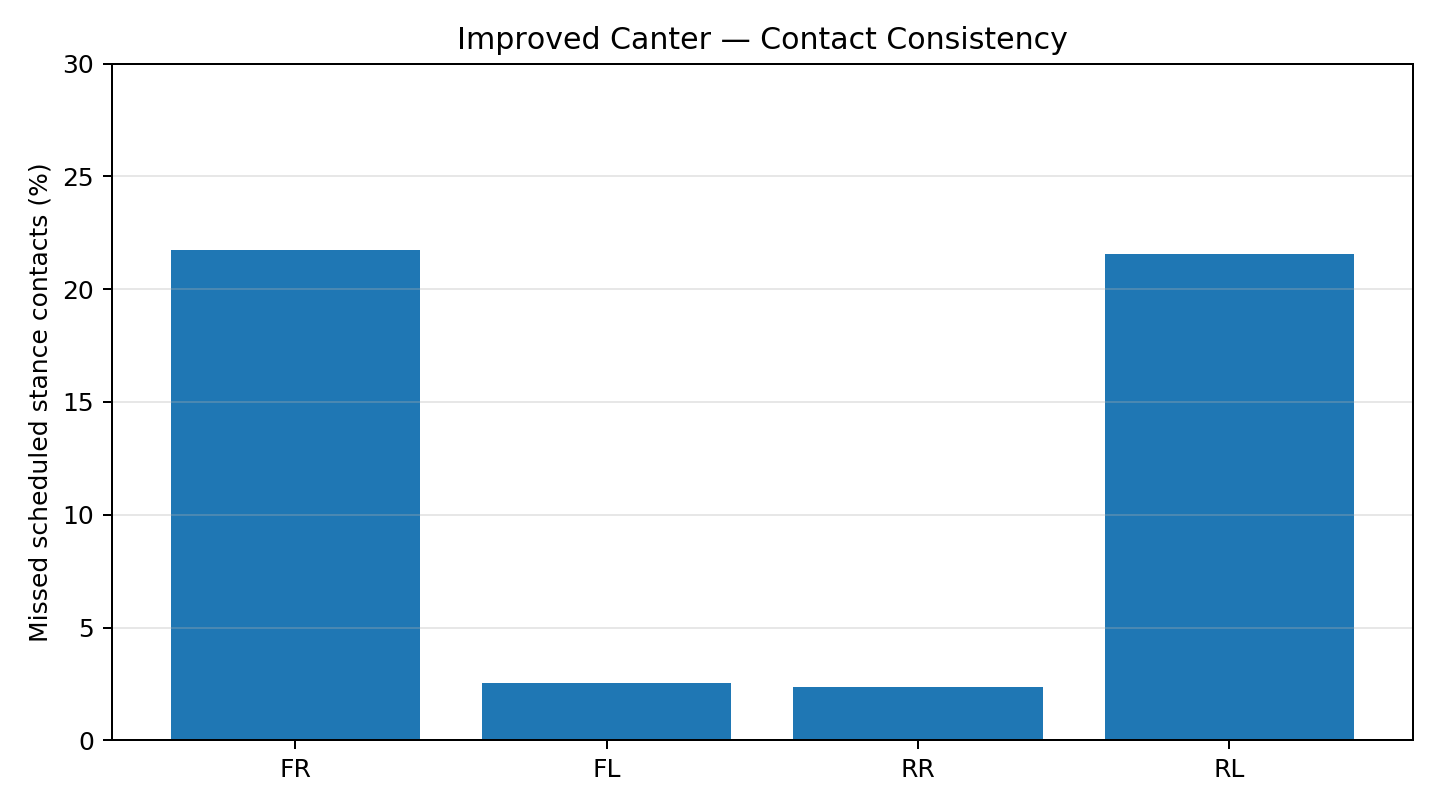 Improved Canter — Contact Consistency
Missed scheduled stance contacts (%)
30
25
20
15
10
5
0
FR FL RR RL